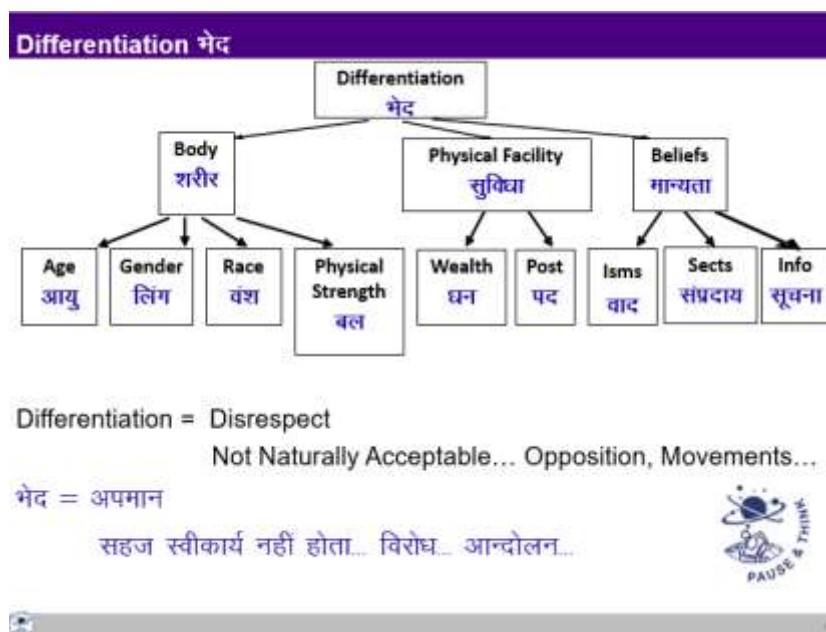 Differentiation भेद
Differentiation
भेद
Body
शरीर
Physical Facility
सुविधा
Beliefs
मान्यता
Age
आयु
Gender
लिंग
Race
वंश
Physical
Strength
बल
Wealth
धन
Post
पद
Isms
वाद
Sects
संप्रदाय
Info
सूचना
Differentiation = Disrespect
Not Naturally Acceptable... Opposition, Movements...
भेद = अपमान
सहज स्वीकार्य नहीं होता... विरोध... आन्दोलन...
PAUSE & THINK